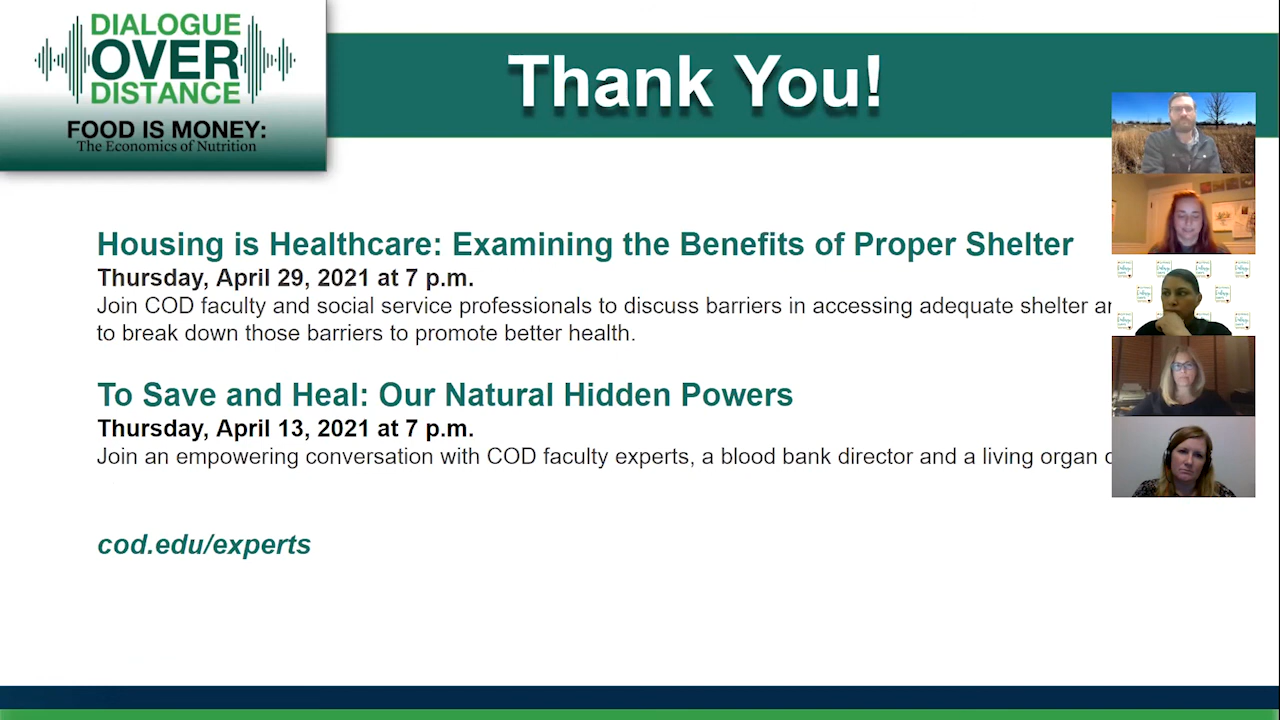 DIALOGUE
OVER
DISTANCE
FOOD IS MONEY:
The Economics of Nutrition
Thank You!
Housing is Healthcare: Examining the Benefits of Proper Shelter
Thursday, April 29, 2021 at 7 p.m.
Join COD faculty and social service professionals to discuss barriers in accessing adequate shelter
to break down those barriers to promote better health.
To Save and Heal: Our Natural Hidden Powers
Thursday, April 13, 2021 at 7 p.m.
Join an empowering conversation with COD faculty experts, a blood bank director and a living organ
cod.edu/experts